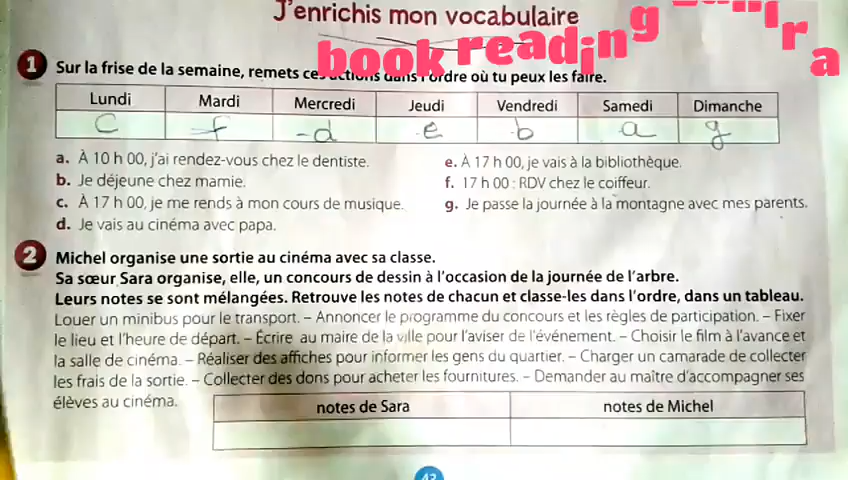 J'enrichis mon vocabulaire
book reading
1 Sur la frise de la semaine, remets ces actions dans l'ordre où tu peux les faire.
Lundi Mardi Mercredi Jeudi Vendredi Samedi Dimanche
c f d e b a g
a. À 10 h 00, j'ai rendez-vous chez le dentiste.
b. Je déjeune chez mamie.
c. À 17 h 00, je me rends à mon cours de musique.
d. Je vais au cinéma avec papa.
e. À 17 h 00, je vais à la bibliothèque.
f. 17 h 00 : RDV chez le coiffeur.
g. Je passe la journée à la montagne avec mes parents.
2 Michel organise une sortie au cinéma avec sa classe.
Sa sœur Sara organise, elle, un concours de dessin à l'occasion de la journée de l'arbre.
Leurs notes se sont mélangées. Retrouve les notes de chacun et classe-les dans l'ordre, dans un tableau.
Louer un minibus pour le transport. – Annoncer le programme du concours et les règles de participation. – Fixer
le lieu et l'heure de départ. – Écrire au maire de la ville pour l'aviser de l'événement. – Choisir le film à l'avance et
la salle de cinéma. – Réaliser des affiches pour informer les gens du quartier. – Charger un camarade de collecter
les frais de la sortie. – Collecter des dons pour acheter les fournitures. – Demander au maître d'accompagner ses
élèves au cinéma.
notes de Sara notes de Michel
42